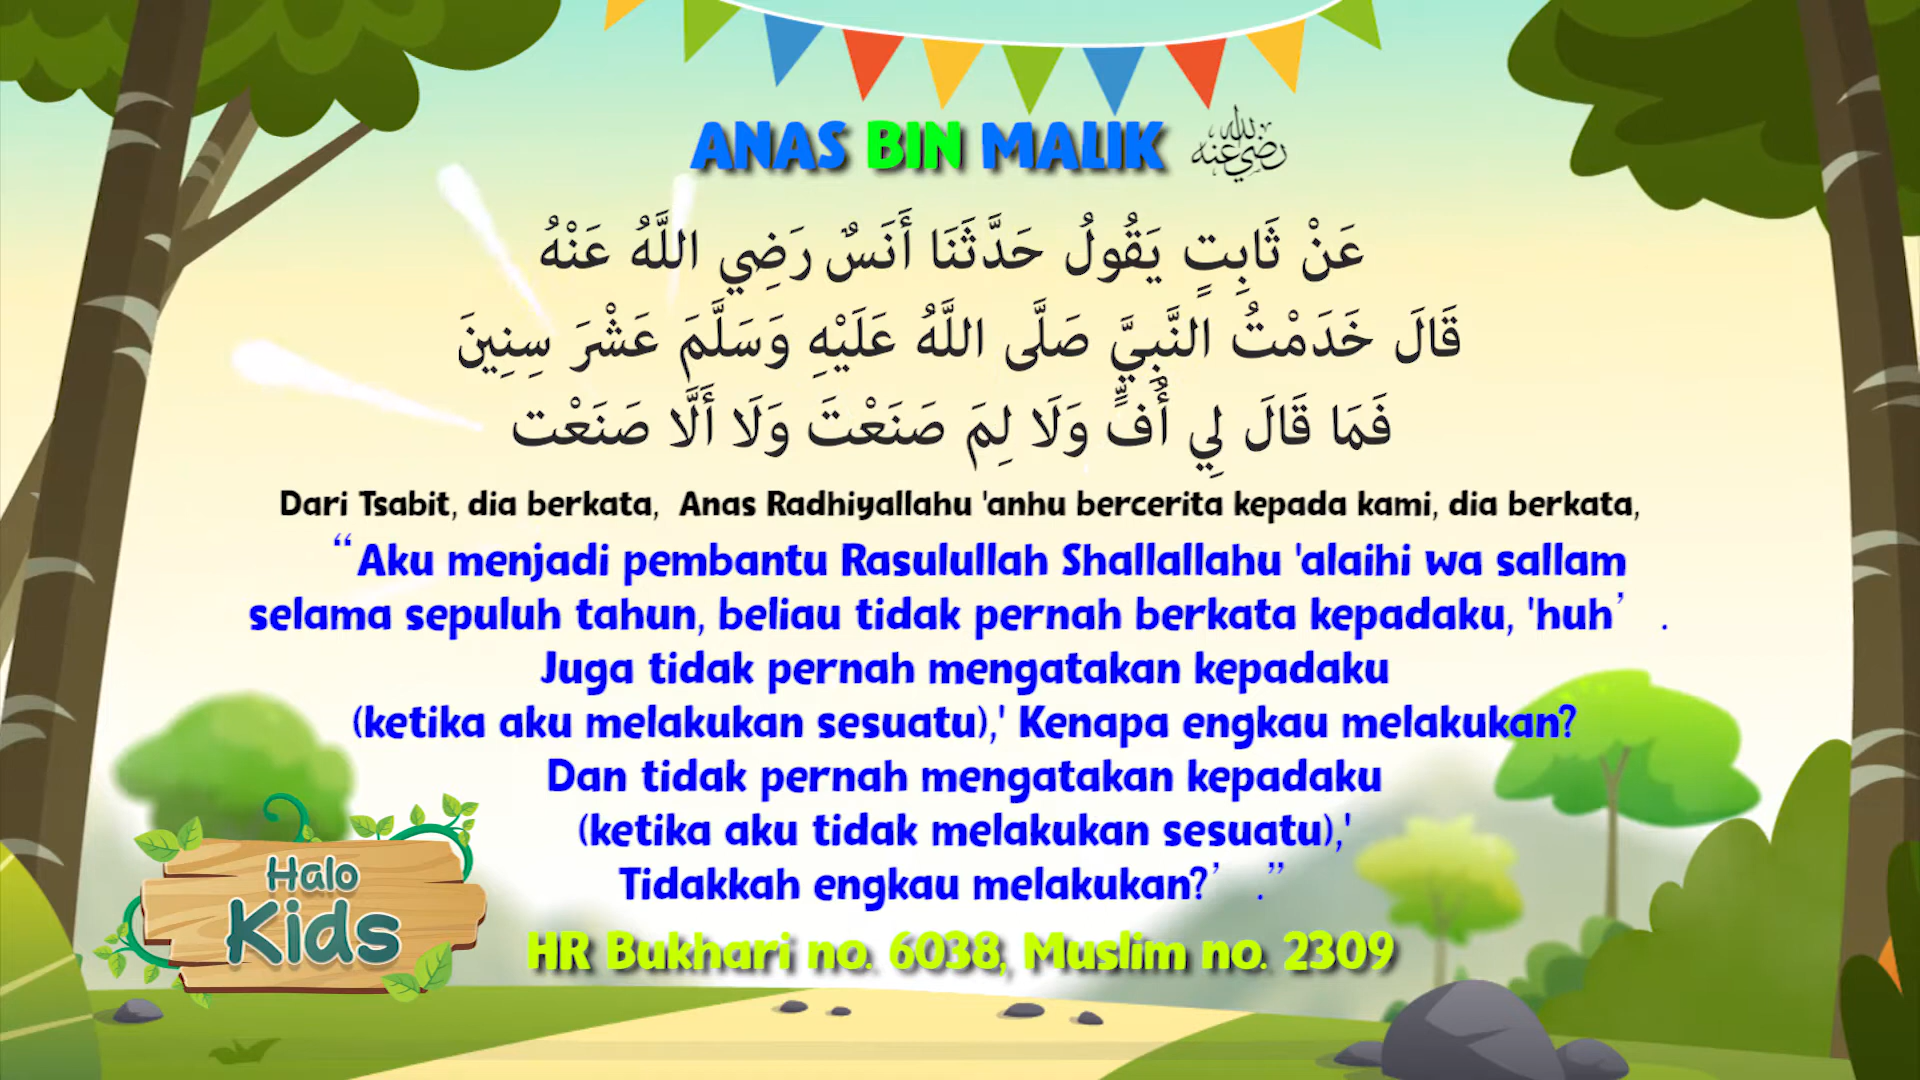 ANAS BIN MALIK رضي الله عنه
عَنْ ثَابِتٍ يَقُولُ حَدَّثَنَا أَنَسٌ رَضِي اللَّهُ عَنْهُ
قَالَ خَدَمْتُ النَّبِيَّ صَلَّى اللَّهُ عَلَيْهِ وَسَلَّمَ عَشْرَ سِنِينَ
فَمَا قَالَ لِي أُفٍّ وَلَا لِمَ صَنَعْتَ وَلَا أَلَّا صَنَعْت
Dari Tsabit, dia berkata, Anas Radhiyallahu 'anhu bercerita kepada kami, dia berkata,
“Aku menjadi pembantu Rasulullah Shallallahu 'alaihi wa sallam
selama sepuluh tahun, beliau tidak pernah berkata kepadaku, 'huh’ .
Juga tidak pernah mengatakan kepadaku
(ketika aku melakukan sesuatu),' Kenapa engkau melakukan?
Dan tidak pernah mengatakan kepadaku
(ketika aku tidak melakukan sesuatu),'
Tidakkah engkau melakukan?’ .”
HR Bukhari no. 6038, Muslim no. 2309
Halo
Kids